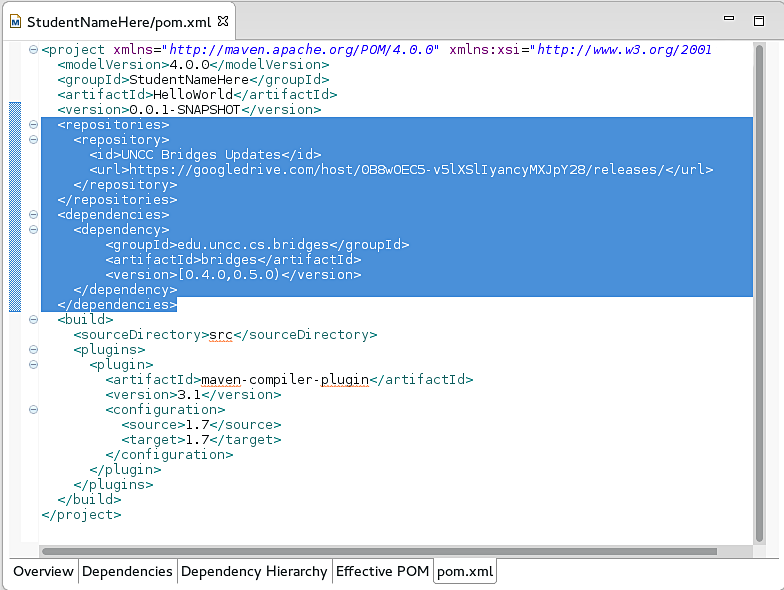 StudentNameHere/pom.xml
<project xmlns="http://maven.apache.org/POM/4.0.0" xmlns:xsi="http://www.w3.org/2001
<modelVersion>4.0.0</modelVersion>
<groupId>StudentNameHere</groupId>
<artifactId>HelloWorld</artifactId>
<version>0.0.1-SNAPSHOT</version>
<repositories>
<repository>
<id>UNCC Bridges Updates</id>
<url>https://googledrive.com/host/0B8wOEC5-v5lXSlIyancyMXJpY28/releases/</url>
</repository>
</repositories>
<dependencies>
<dependency>
<groupId>edu.uncc.cs.bridges</groupId>
<artifactId>bridges</artifactId>
<version>[0.4.0,0.5.0)</version>
</dependency>
</dependencies>
<build>
<sourceDirectory>src</sourceDirectory>
<plugins>
<plugin>
<artifactId>maven-compiler-plugin</artifactId>
<version>3.1</version>
<configuration>
<source>1.7</source>
<target>1.7</target>
</configuration>
</plugin>
</plugins>
</build>
</project>
Overview Dependencies Dependency Hierarchy Effective POM pom.xml